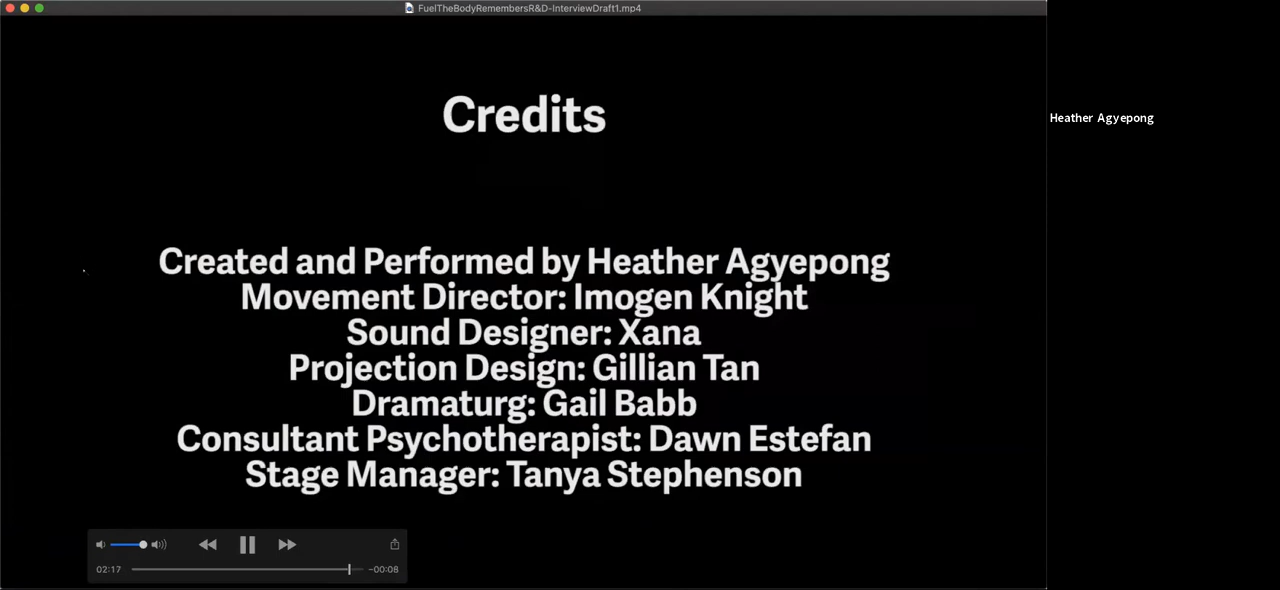 FuelTheBodyRemembersR&D-InterviewDraft1.mp4
Heather Agyepong
Credits
Created and Performed by Heather Agyepong
Movement Director: Imogen Knight
Sound Designer: Xana
Projection Design: Gillian Tan
Dramaturg: Gail Babb
Consultant Psychotherapist: Dawn Estefan
Stage Manager: Tanya Stephenson
02:17
-00:08